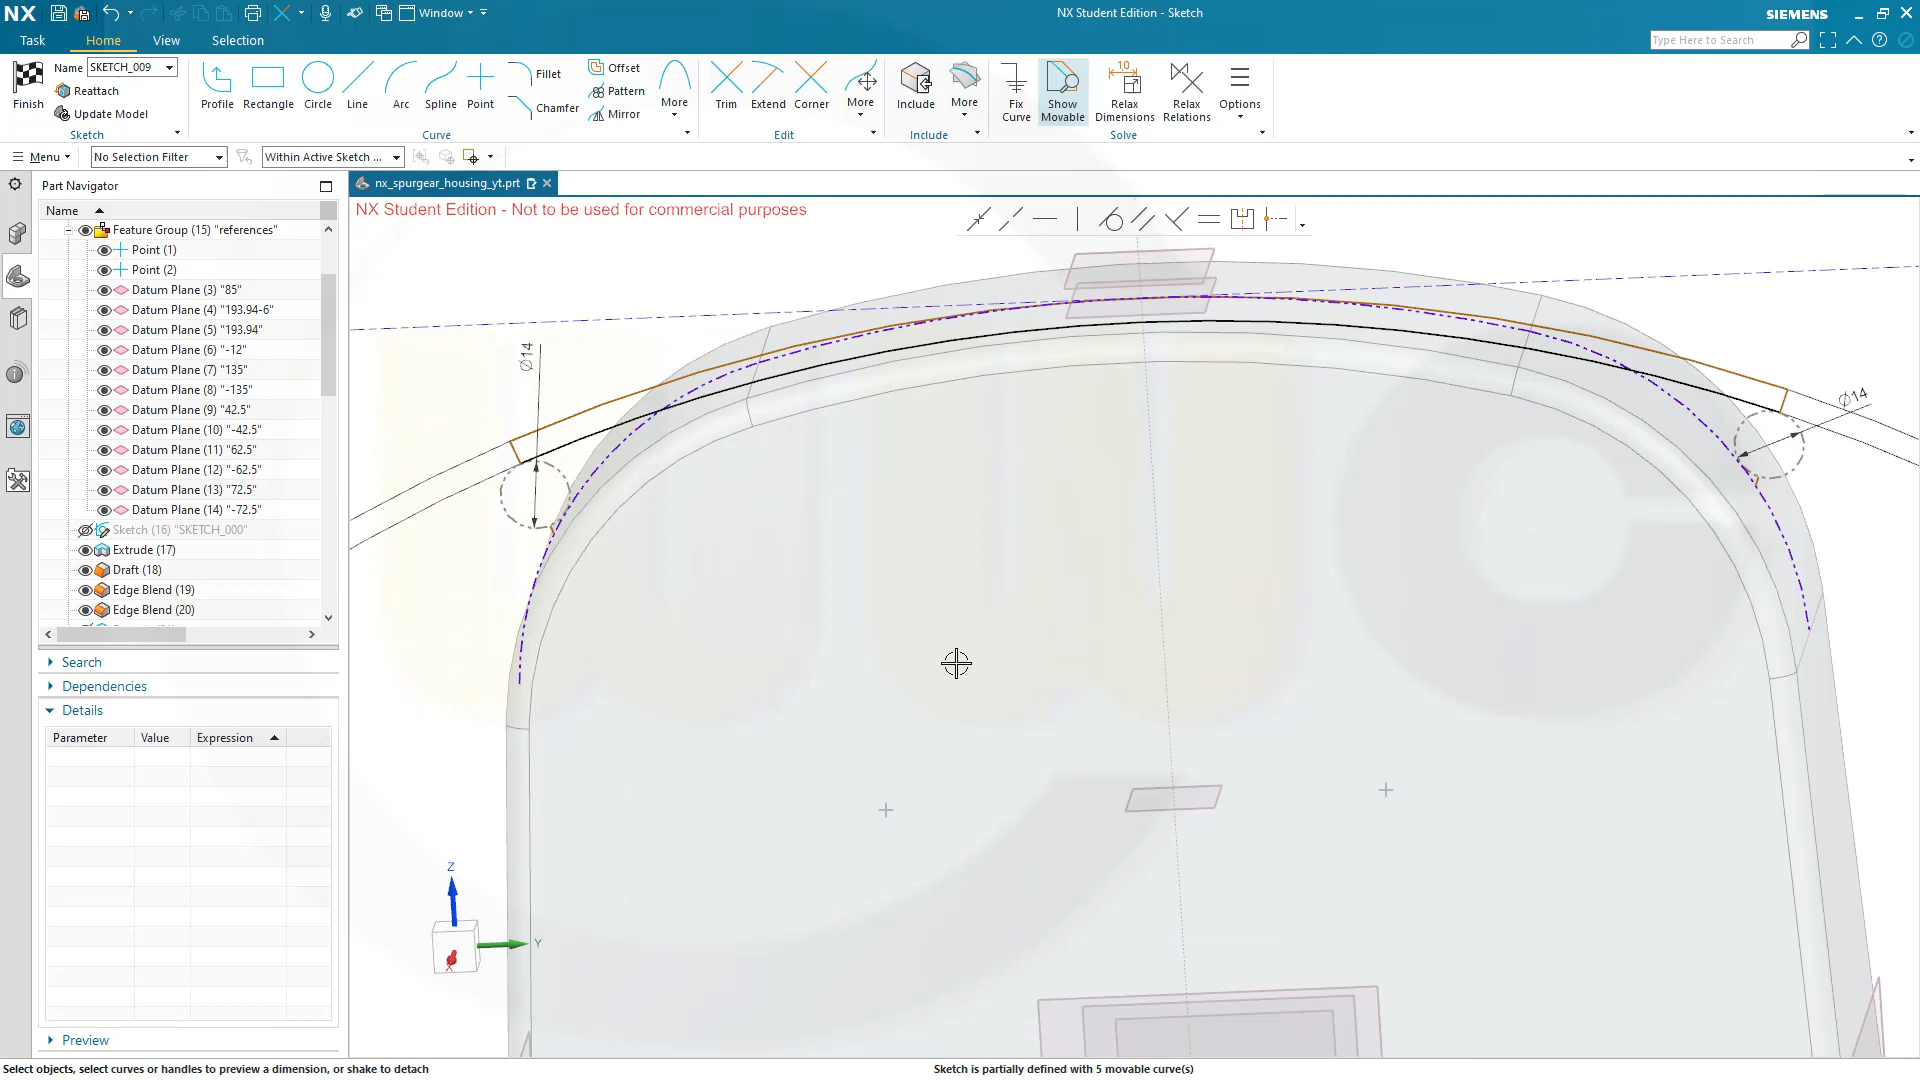 NX
Window
NX Student Edition - Sketch
SIEMENS
Task
Home
View
Selection
Type Here to Search
Finish
Name
SKETCH_009
Reattach
Update Model
Sketch
Profile
Rectangle
Circle
Line
Arc
Spline
Point
Fillet
Chamfer
Offset
Pattern
Mirror
More
Curve
Trim
Extend
Corner
More
Edit
Include
More
Include
Fix
Curve
Show
Movable
Relax
Dimensions
Relax
Relations
Options
Solve
Menu
No Selection Filter
Within Active Sketch ...
Part Navigator
nx_spurgear_housing_yt.prt
Name
NX Student Edition - Not to be used for commercial purposes
Feature Group (15) "references"
Point (1)
Point (2)
Datum Plane (3) "85"
Datum Plane (4) "193.94-6"
Datum Plane (5) "193.94"
Datum Plane (6) "-12"
Datum Plane (7) "135"
Datum Plane (8) "-135"
Datum Plane (9) "42.5"
Datum Plane (10) "-42.5"
Datum Plane (11) "62.5"
Datum Plane (12) "-62.5"
Datum Plane (13) "72.5"
Datum Plane (14) "-72.5"
Sketch (16) "SKETCH_000"
Extrude (17)
Draft (18)
Edge Blend (19)
Edge Blend (20)
Search
Dependencies
Details
Parameter
Value
Expression
Preview
Ø14
Ø14
Z
Y
X
Select objects, select curves or handles to preview a dimension, or shake to detach
Sketch is partially defined with 5 movable curve(s)